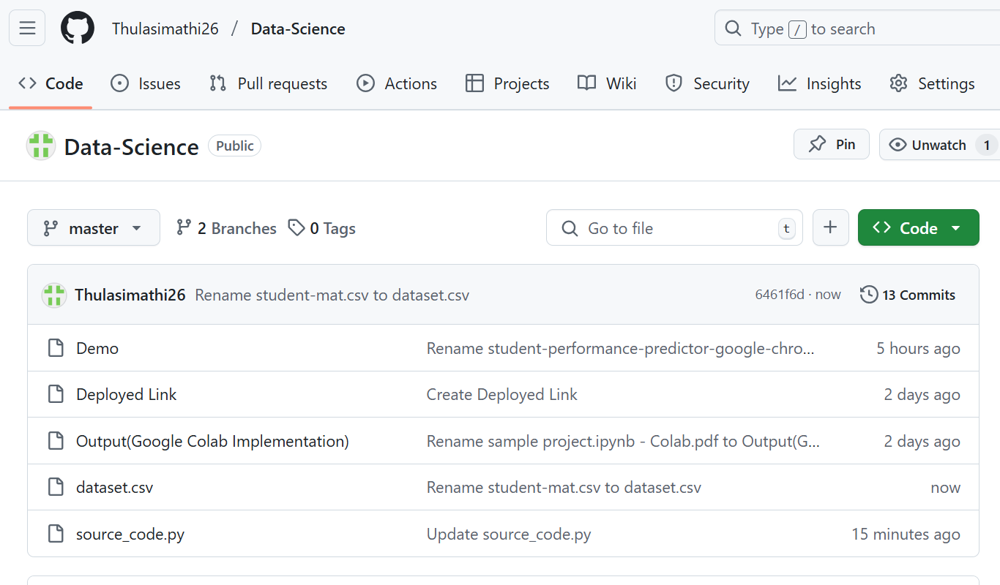 Thulasimathi26 / Data-Science
Type / to search
Code Issues Pull requests Actions Projects Wiki Security Insights Settings
Data-Science Public
Pin Unwatch 1
master 2 Branches 0 Tags Go to file t + Code
Thulasimathi26 Rename student-mat.csv to dataset.csv 6461f6d · now 13 Commits
Demo Rename student-performance-predictor-google-chro... 5 hours ago
Deployed Link Create Deployed Link 2 days ago
Output(Google Colab Implementation) Rename sample project.ipynb - Colab.pdf to Output(G... 2 days ago
dataset.csv Rename student-mat.csv to dataset.csv now
source_code.py Update source_code.py 15 minutes ago